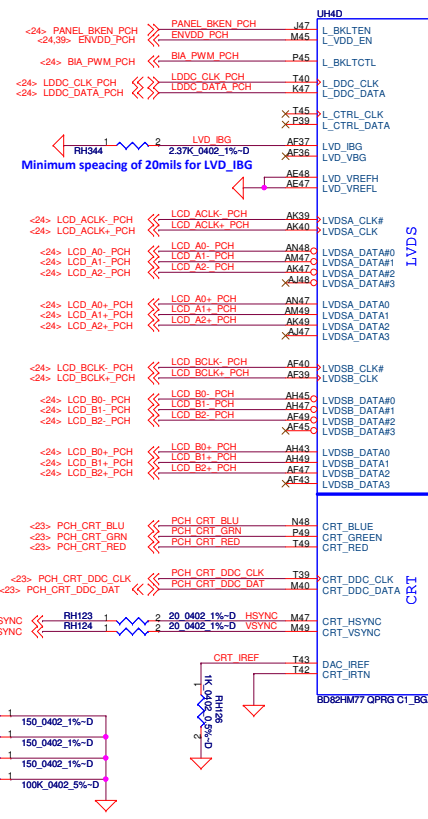 UH4D
<24> PANEL_BKEN_PCH PANEL_BKEN_PCH J47 L_BKLTEN
<24,39> ENVDD_PCH ENVDD_PCH M45 L_VDD_EN
<24> BIA_PWM_PCH BIA_PWM_PCH P45 L_BKLTCTL
<24> LDDC_CLK_PCH LDDC_CLK_PCH T40 L_DDC_CLK
<24> LDDC_DATA_PCH LDDC_DATA_PCH K47 L_DDC_DATA
T45 L_CTRL_CLK
P39 L_CTRL_DATA
RH344 1 2 2.37K_0402_1%~D LVD_IBG AF37 LVD_IBG
AF36 LVD_VBG
Minimum speacing of 20mils for LVD_IBG
AE48 LVD_VREFH
AE47 LVD_VREFL
LVDS
<24> LCD_ACLK-_PCH LCD_ACLK-_PCH AK39 LVDSA_CLK#
<24> LCD_ACLK+_PCH LCD_ACLK+_PCH AK40 LVDSA_CLK
<24> LCD_A0-_PCH LCD_A0-_PCH AN48 LVDSA_DATA#0
<24> LCD_A1-_PCH LCD_A1-_PCH AM47 LVDSA_DATA#1
<24> LCD_A2-_PCH LCD_A2-_PCH AK47 LVDSA_DATA#2
AJ48 LVDSA_DATA#3
<24> LCD_A0+_PCH LCD_A0+_PCH AN47 LVDSA_DATA0
<24> LCD_A1+_PCH LCD_A1+_PCH AM49 LVDSA_DATA1
<24> LCD_A2+_PCH LCD_A2+_PCH AK49 LVDSA_DATA2
AJ47 LVDSA_DATA3
<24> LCD_BCLK-_PCH LCD_BCLK-_PCH AF40 LVDSB_CLK#
<24> LCD_BCLK+_PCH LCD_BCLK+_PCH AF39 LVDSB_CLK
<24> LCD_B0-_PCH LCD_B0-_PCH AH45 LVDSB_DATA#0
<24> LCD_B1-_PCH LCD_B1-_PCH AH47 LVDSB_DATA#1
<24> LCD_B2-_PCH LCD_B2-_PCH AF49 LVDSB_DATA#2
AF45 LVDSB_DATA#3
<24> LCD_B0+_PCH LCD_B0+_PCH AH43 LVDSB_DATA0
<24> LCD_B1+_PCH LCD_B1+_PCH AH49 LVDSB_DATA1
<24> LCD_B2+_PCH LCD_B2+_PCH AF47 LVDSB_DATA2
AF43 LVDSB_DATA3
<23> PCH_CRT_BLU PCH_CRT_BLU N48 CRT_BLUE
<23> PCH_CRT_GRN PCH_CRT_GRN P49 CRT_GREEN
<23> PCH_CRT_RED PCH_CRT_RED T49 CRT_RED
CRT
<23> PCH_CRT_DDC_CLK PCH_CRT_DDC_CLK T39 CRT_DDC_CLK
<23> PCH_CRT_DDC_DAT PCH_CRT_DDC_DAT M40 CRT_DDC_DATA
SYNC RH123 1 2 20_0402_1%~D HSYNC M47 CRT_HSYNC
SYNC RH124 1 2 20_0402_1%~D VSYNC M49 CRT_VSYNC
CRT_IREF T43 DAC_IREF
T42 CRT_IRTN
1 2 RH126
1K_0402_0.5%~D
BD82HM77 QPRG C1_BG
1 150_0402_1%~D
1 150_0402_1%~D
1 150_0402_1%~D
1 100K_0402_5%~D